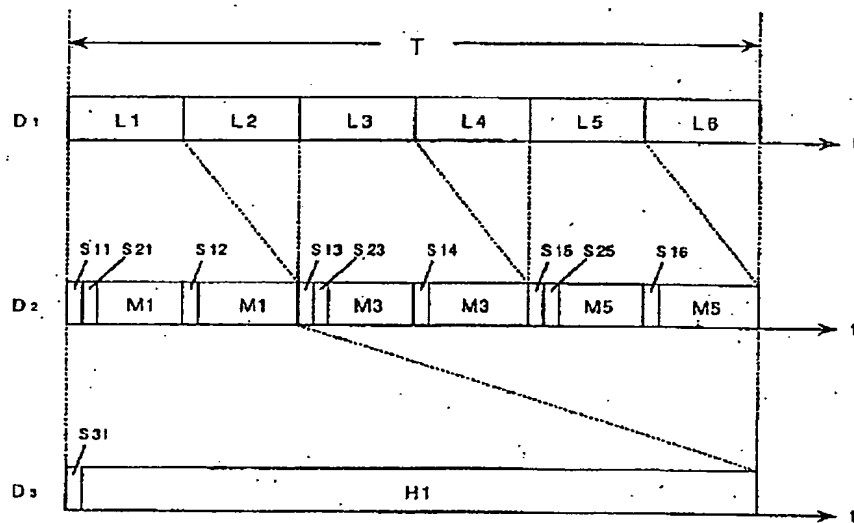 T
D1 L1 L2 L3 L4 L5 L6 t
S11 S21 S12 S13 S23 S14 S15 S25 S16
D2 M1 M1 M3 M3 M5 M5 t
S31
D3 H1 t